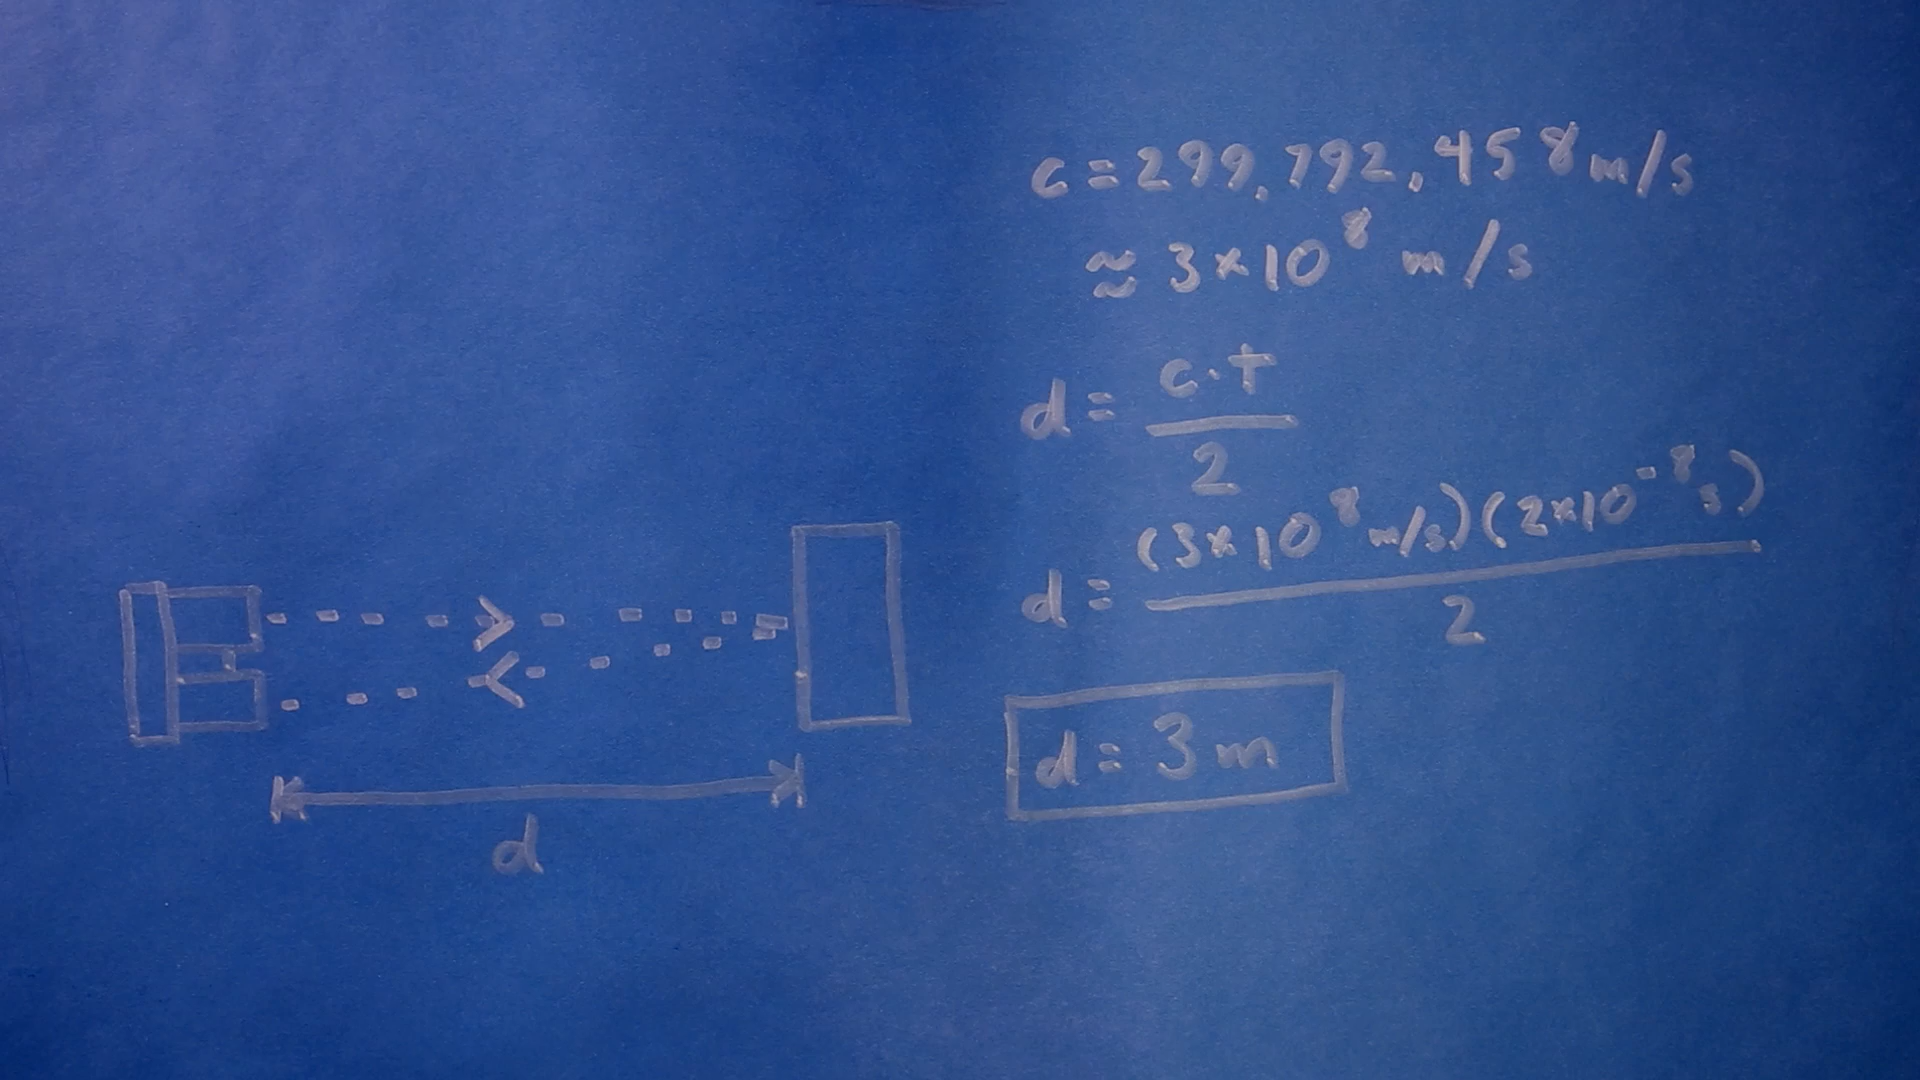 c = 299,792,458 m/s
≈ 3×10⁸ m/s
d = c·t / 2
d = (3×10⁸ m/s)(2×10⁻⁸ s) / 2
d = 3 m
d